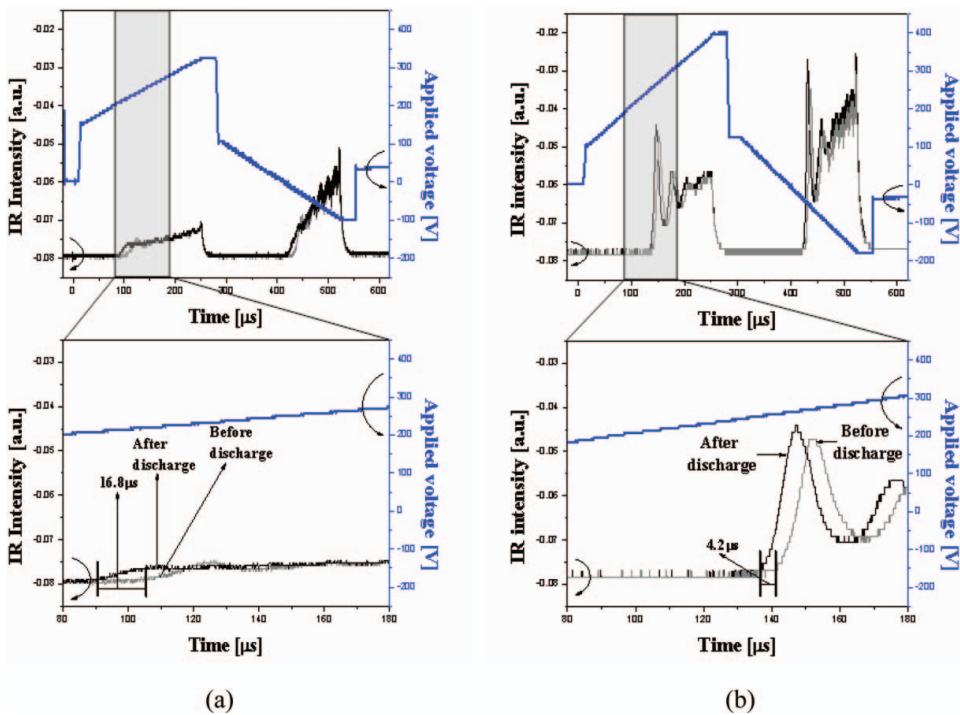 (a)
IR Intensity [a.u.]
-0.03
-0.04
-0.05
-0.06
-0.07
-0.08
Applied voltage [V]
400
300
200
100
0
-100
-200
0 100 200 300 400 500 600
Time [μs]
IR Intensity [a.u.]
-0.03
-0.04
-0.05
-0.06
-0.07
-0.08
Applied voltage [V]
400
300
200
100
0
-100
-200
Before
discharge
After
discharge
16.8μs
80 100 120 140 160 180
Time [μs]
(a)
(b)
IR intensity [a.u.]
-0.03
-0.04
-0.05
-0.06
-0.07
-0.08
Applied voltage [V]
400
300
200
100
0
-100
-200
0 100 200 300 400 500 600
Time [μs]
IR intensity [a.u.]
-0.03
-0.04
-0.05
-0.06
-0.07
-0.08
Applied voltage [V]
400
300
200
100
0
-100
-200
After
discharge
Before
discharge
4.2μs
80 100 120 140 160 180
Time [μs]
(b)